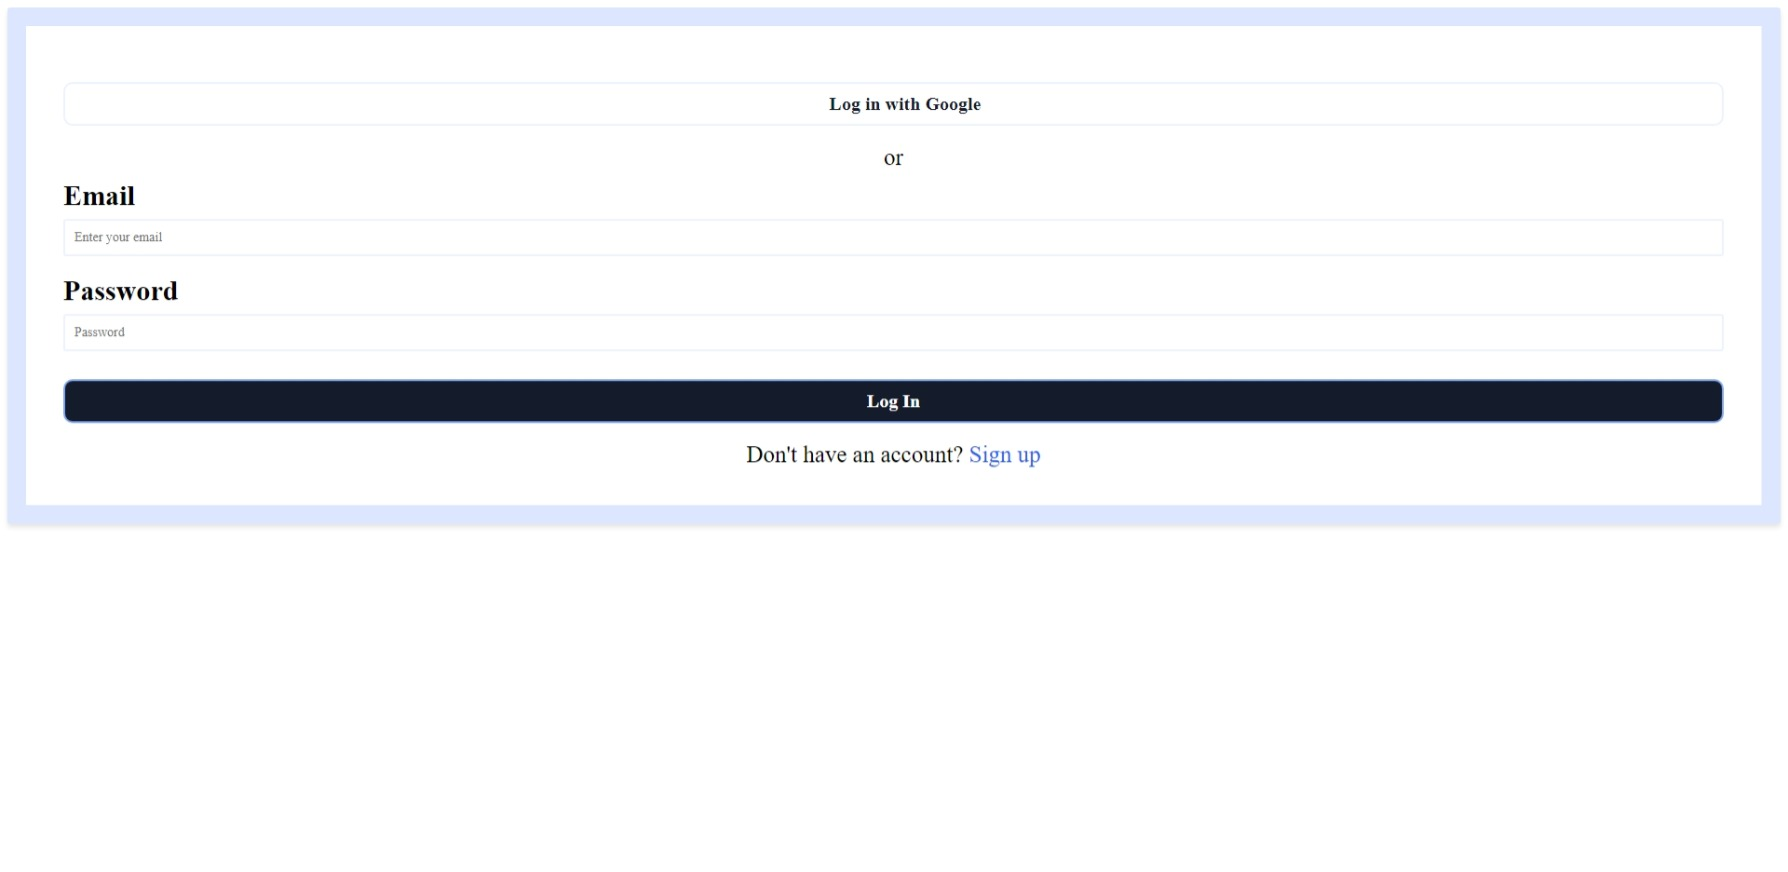 Log in with Google
or
Email
Enter your email
Password
Password
Log In
Don't have an account? Sign up